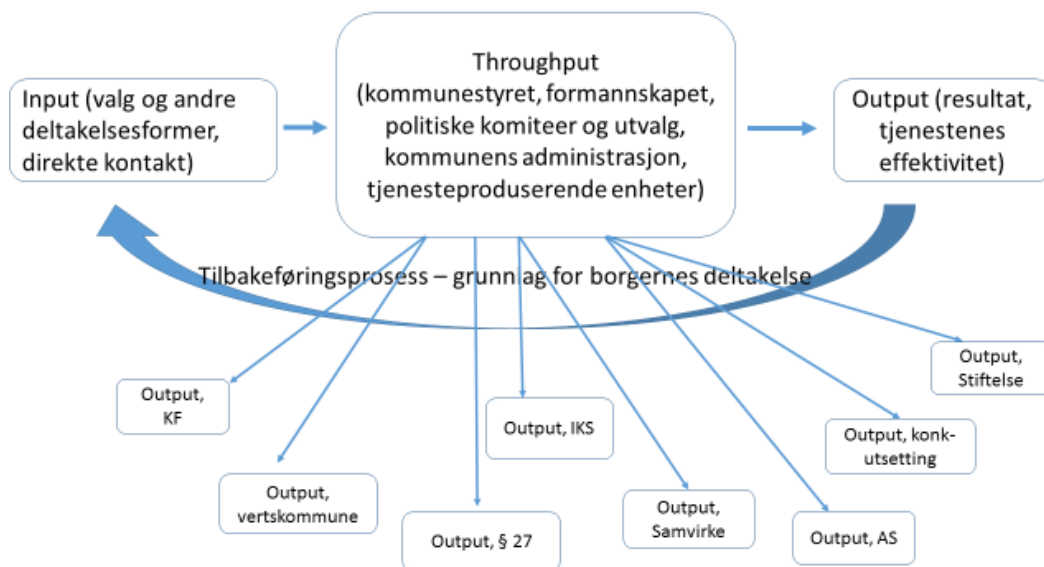 Input (valg og andre
deltakelsesformer,
direkte kontakt)
Throughput
(kommunestyret, formannskapet,
politiske komiteer og utvalg,
kommunens administrasjon,
tjenesteproduserende enheter)
Output (resultat,
tjenestenes
effektivitet)
Tilbakeføringsprosess – grunnlag for borgernes deltakelse
Output,
KF
Output,
vertskommune
Output, § 27
Output, IKS
Output,
Samvirke
Output, AS
Output, konk-
utsetting
Output,
Stiftelse